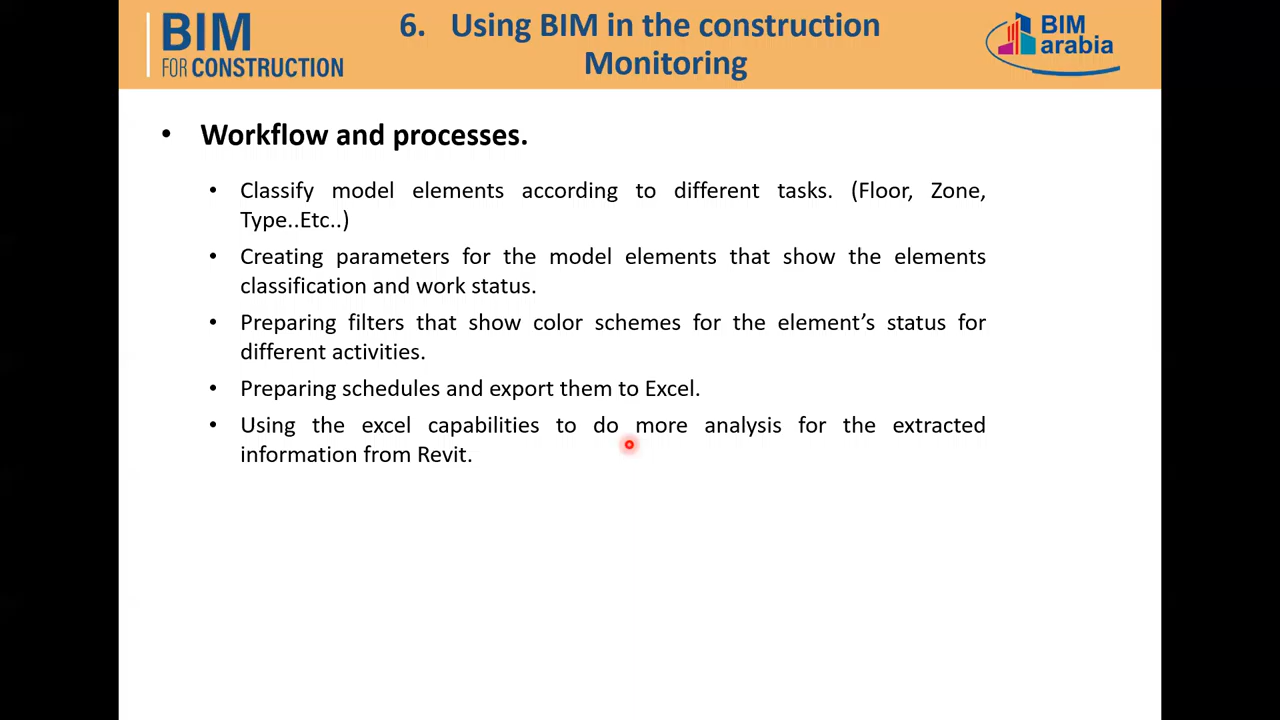 BIM
FOR CONSTRUCTION
6. Using BIM in the construction
Monitoring
BIM
arabia
• Workflow and processes.
• Classify model elements according to different tasks. (Floor, Zone,
Type..Etc..)
• Creating parameters for the model elements that show the elements
classification and work status.
• Preparing filters that show color schemes for the element’s status for
different activities.
• Preparing schedules and export them to Excel.
• Using the excel capabilities to do more analysis for the extracted
information from Revit.